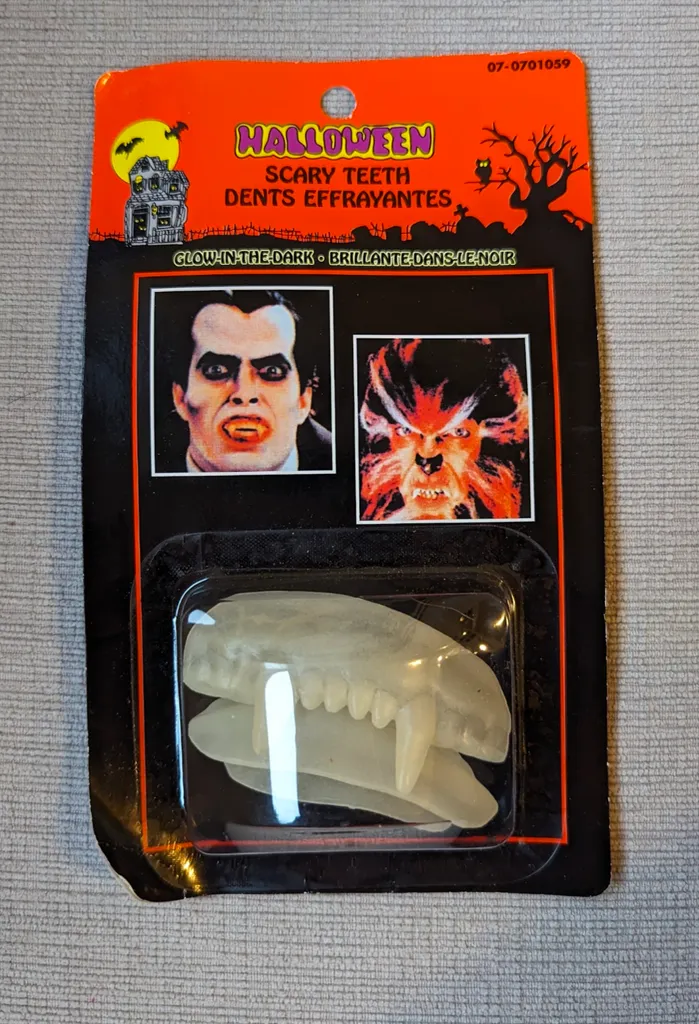 07-0701059
HALLOWEEN
SCARY TEETH
DENTS EFFRAYANTES
GLOW-IN-THE-DARK • BRILLANTE-DANS-LE-NOIR